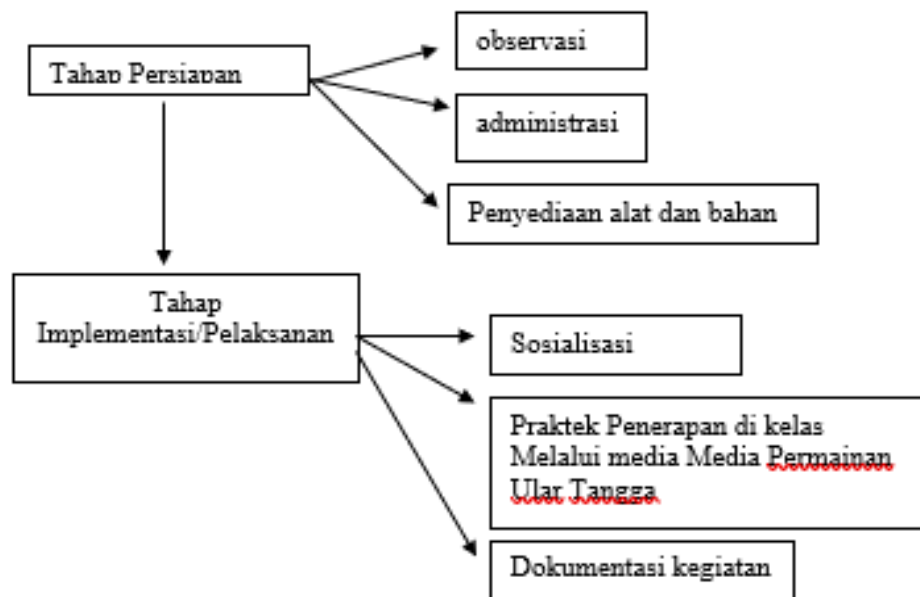 observasi
Tahap Persiapan
administrasi
Penyediaan alat dan bahan
Tahap
Implementasi/Pelaksanan
Sosialisasi
Praktek Penerapan di kelas
Melalui media Media Permainan
Ular Tangga
Dokumentasi kegiatan